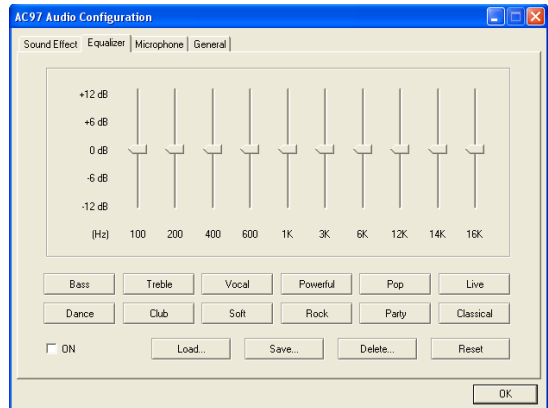 AC97 Audio Configuration
Sound Effect Equalizer Microphone General
+12 dB
+6 dB
0 dB
-6 dB
-12 dB
(Hz) 100 200 400 600 1K 3K 6K 12K 14K 16K
Bass Treble Vocal Powerful Pop Live
Dance Club Soft Rock Party Classical
ON Load... Save... Delete... Reset
OK